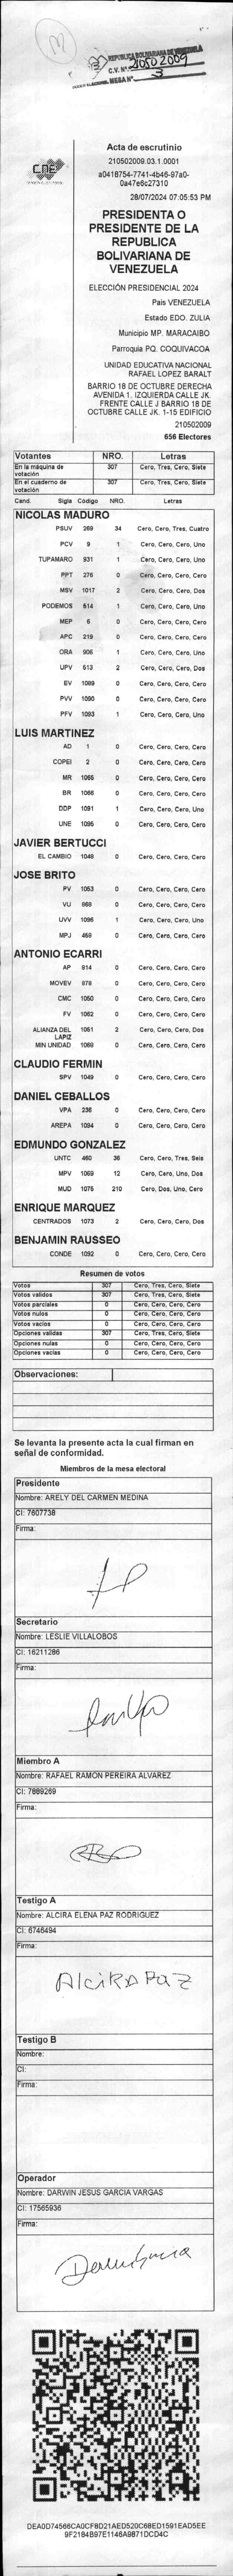 REPUBLICA BOLIVARIANA DE VENEZUELA
C.V. Nº 210502009
MESA Nº 3
CNE
Acta de escrutinio
210502009.03.1.0001
a0418754-7741-4b46-97a0-
0a47e6c27310
28/07/2024 07:05:53 PM
PRESIDENTA O
PRESIDENTE DE LA
REPUBLICA
BOLIVARIANA DE
VENEZUELA
ELECCIÓN PRESIDENCIAL 2024
Pais VENEZUELA
Estado EDO. ZULIA
Municipio MP. MARACAIBO
Parroquia PQ. COQUIVACOA
UNIDAD EDUCATIVA NACIONAL
RAFAEL LOPEZ BARALT
BARRIO 18 DE OCTUBRE DERECHA
AVENIDA 1. IZQUIERDA CALLE JK.
FRENTE CALLE J BARRIO 18 DE
OCTUBRE CALLE JK. 1-15 EDIFICIO
210502009
656 Electores
Votantes NRO. Letras
En la máquina de votación 307 Cero, Tres, Cero, Siete
En el cuaderno de votación 307 Cero, Tres, Cero, Siete
Cand. Sigla Código NRO. Letras
NICOLAS MADURO
PSUV 269 34 Cero, Cero, Tres, Cuatro
PCV 9 1 Cero, Cero, Cero, Uno
TUPAMARO 931 1 Cero, Cero, Cero, Uno
PPT 276 0 Cero, Cero, Cero, Cero
MSV 1017 2 Cero, Cero, Cero, Dos
PODEMOS 514 1 Cero, Cero, Cero, Uno
MEP 6 0 Cero, Cero, Cero, Cero
APC 219 0 Cero, Cero, Cero, Cero
ORA 906 1 Cero, Cero, Cero, Uno
UPV 513 2 Cero, Cero, Cero, Dos
EV 1089 0 Cero, Cero, Cero, Cero
PVV 1090 0 Cero, Cero, Cero, Cero
PFV 1093 1 Cero, Cero, Cero, Uno
LUIS MARTINEZ
AD 1 0 Cero, Cero, Cero, Cero
COPEI 2 0 Cero, Cero, Cero, Cero
MR 1065 0 Cero, Cero, Cero, Cero
BR 1066 0 Cero, Cero, Cero, Cero
DDP 1091 1 Cero, Cero, Cero, Uno
UNE 1095 0 Cero, Cero, Cero, Cero
JAVIER BERTUCCI
EL CAMBIO 1048 0 Cero, Cero, Cero, Cero
JOSE BRITO
PV 1053 0 Cero, Cero, Cero, Cero
VU 868 0 Cero, Cero, Cero, Cero
UVV 1096 1 Cero, Cero, Cero, Uno
MPJ 458 0 Cero, Cero, Cero, Cero
ANTONIO ECARRI
AP 914 0 Cero, Cero, Cero, Cero
MOVEV 978 0 Cero, Cero, Cero, Cero
CMC 1050 0 Cero, Cero, Cero, Cero
FV 1062 0 Cero, Cero, Cero, Cero
ALIANZA DEL LAPIZ 1051 2 Cero, Cero, Cero, Dos
MIN UNIDAD 1069 0 Cero, Cero, Cero, Cero
CLAUDIO FERMIN
SPV 1049 0 Cero, Cero, Cero, Cero
DANIEL CEBALLOS
VPA 236 0 Cero, Cero, Cero, Cero
AREPA 1094 0 Cero, Cero, Cero, Cero
EDMUNDO GONZALEZ
UNTC 460 36 Cero, Cero, Tres, Seis
MPV 1069 12 Cero, Cero, Uno, Dos
MUD 1075 210 Cero, Dos, Uno, Cero
ENRIQUE MARQUEZ
CENTRADOS 1073 2 Cero, Cero, Cero, Dos
BENJAMIN RAUSSEO
CONDE 1092 0 Cero, Cero, Cero, Cero
Resumen de votos
Votos 307 Cero, Tres, Cero, Siete
Votos validos 307 Cero, Tres, Cero, Siete
Votos parciales 0 Cero, Cero, Cero, Cero
Votos nulos 0 Cero, Cero, Cero, Cero
Votos vacios 0 Cero, Cero, Cero, Cero
Opciones validas 307 Cero, Tres, Cero, Siete
Opciones nulas 0 Cero, Cero, Cero, Cero
Opciones vacias 0 Cero, Cero, Cero, Cero
Observaciones:
Se levanta la presente acta la cual firman en
señal de conformidad.
Miembros de la mesa electoral
Presidente
Nombre: ARELY DEL CARMEN MEDINA
CI: 7607738
Firma:
Secretario
Nombre: LESLIE VILLALOBOS
CI: 16211286
Firma:
Miembro A
Nombre: RAFAEL RAMON PEREIRA ALVAREZ
CI: 7889269
Firma:
Testigo A
Nombre: ALCIRA ELENA PAZ RODRIGUEZ
CI: 6746494
Firma:
Alcira Paz
Testigo B
Nombre:
CI:
Firma:
Operador
Nombre: DARWIN JESUS GARCIA VARGAS
CI: 17565936
Firma:
DEA0D74566CA0CF8D21AED520C68ED1591EAD5EE
9F2184B97E1146A9871DCD4C